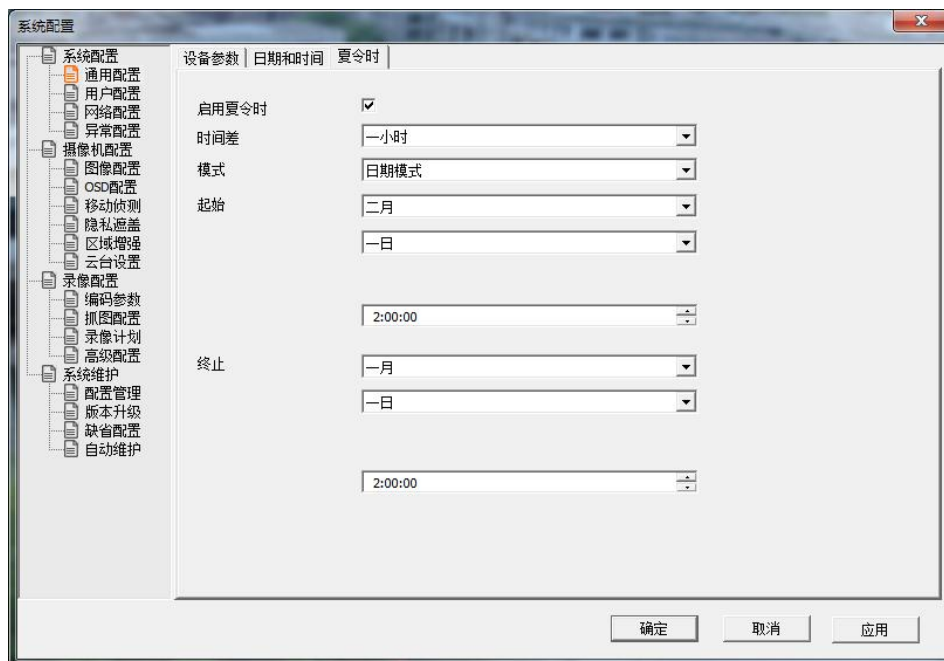 系统配置
系统配置
通用配置
用户配置
网络配置
异常配置
摄像机配置
图像配置
OSD配置
移动侦测
隐私遮盖
区域增强
云台设置
录像配置
编码参数
抓图配置
录像计划
高级配置
系统维护
配置管理
版本升级
缺省配置
自动维护
设备参数 日期和时间 夏令时
启用夏令时
时间差 一小时
模式 日期模式
起始 二月
一日
2:00:00
终止 一月
一日
2:00:00
确定 取消 应用